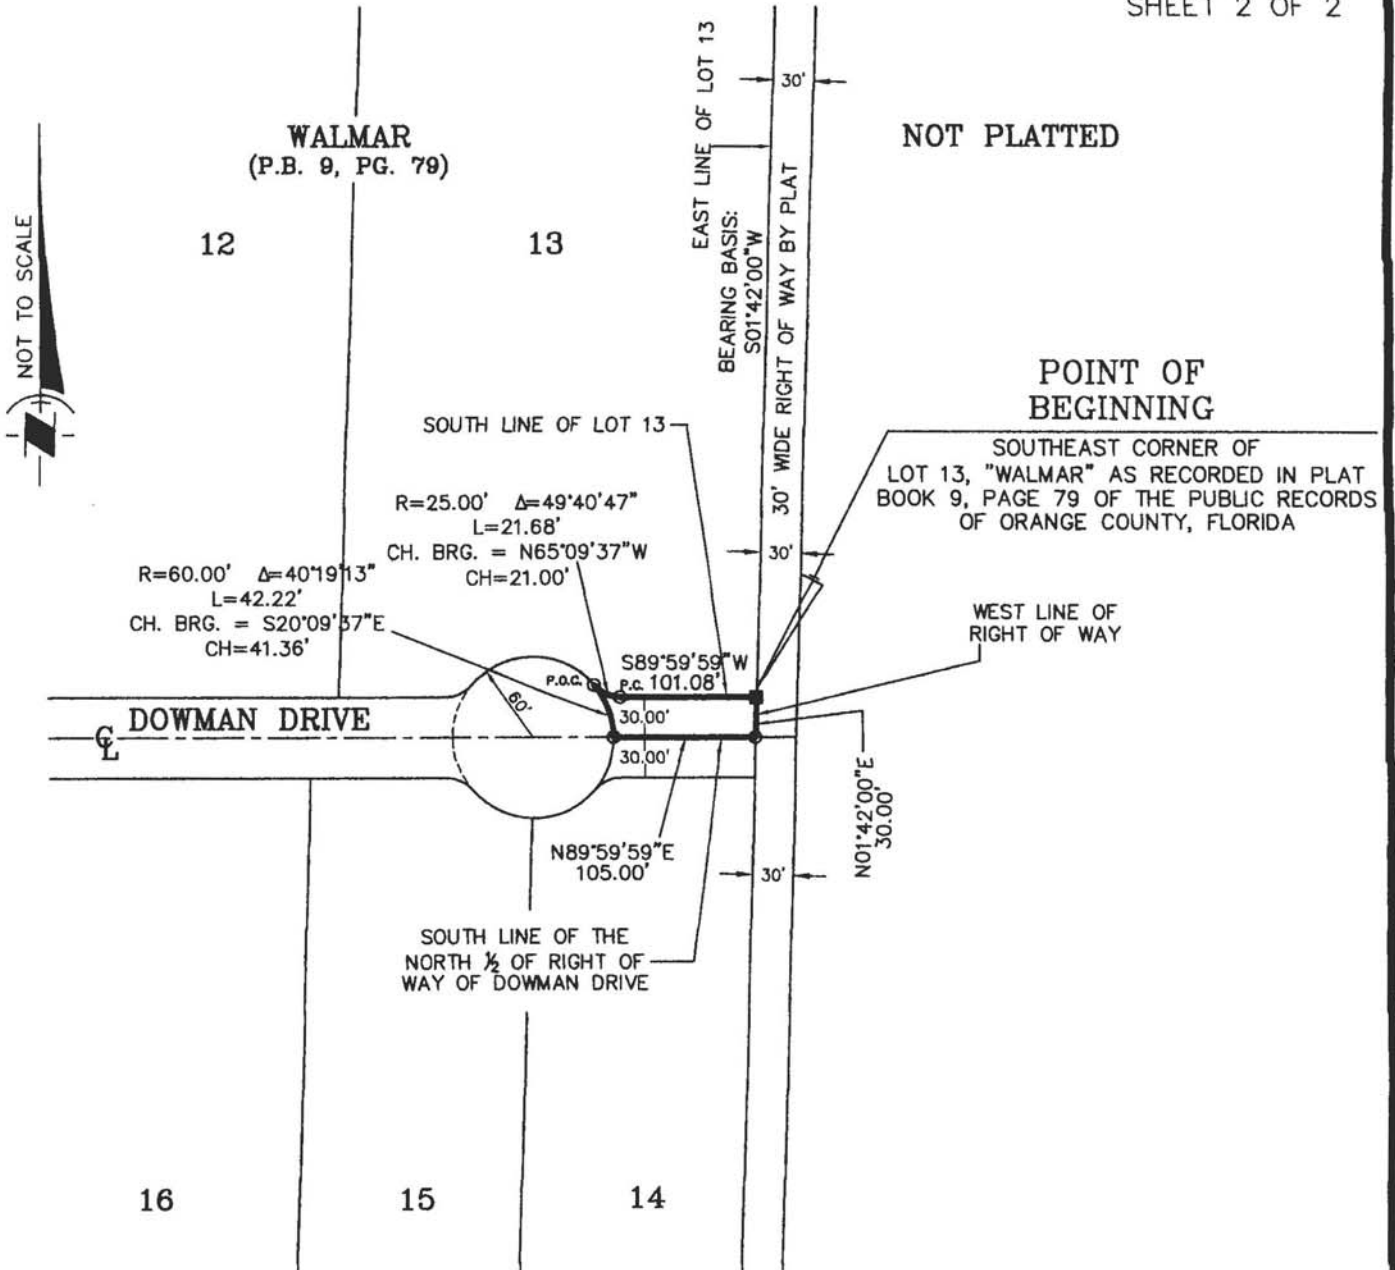 SHEET 2 OF 2
EAST LINE OF LOT 13
30'
WALMAR
(P.B. 9, PG. 79)
NOT PLATTED
NOT TO SCALE
12
13
BEARING BASIS:
S01°42'00"W
30' WIDE RIGHT OF WAY BY PLAT
POINT OF
BEGINNING
SOUTHEAST CORNER OF
LOT 13, "WALMAR" AS RECORDED IN PLAT
BOOK 9, PAGE 79 OF THE PUBLIC RECORDS
OF ORANGE COUNTY, FLORIDA
SOUTH LINE OF LOT 13
R=25.00' Δ=49°40'47"
L=21.68'
CH. BRG. = N65°09'37"W
CH=21.00'
30'
R=60.00' Δ=40°19'13"
L=42.22'
CH. BRG. = S20°09'37"E
CH=41.36'
WEST LINE OF
RIGHT OF WAY
S89°59'59"W
P.O.C.
P.C. 101.08'
60'
30.00'
DOWMAN DRIVE
CL
30.00'
N01°42'00"E
30.00'
N89°59'59"E
105.00'
30'
SOUTH LINE OF THE
NORTH ½ OF RIGHT OF
WAY OF DOWMAN DRIVE
16
15
14